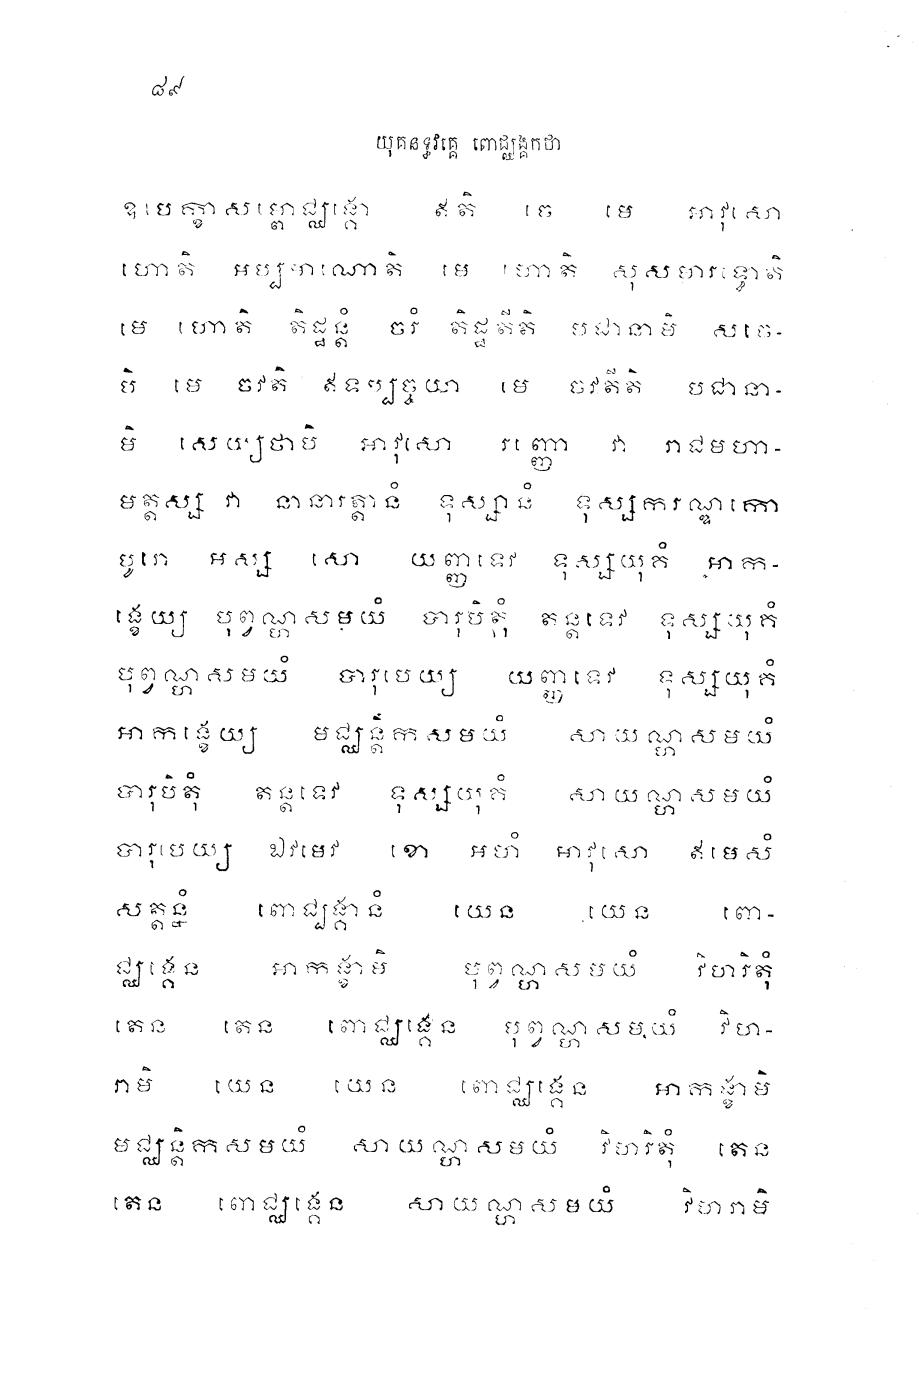 ៨៩
យុគនទ្ធវគ្គេ ពោជ្ឈង្គកថា
ឧបេក្ខាសម្ពោជ្ឈង្គោ ឥតិ ចេ មេ អាវុសោ
ហោតិ អប្បមាណោតិ មេ ហោតិ សុសមារទ្ធោតិ
មេ ហោតិ តិដ្ឋន្តំ ចរំ តិដ្ឋតីតិ បជានាមិ សចេ-
បិ មេ ចវតិ ឥទប្បច្ចយា មេ ចវតីតិ បជានា-
មិ សេយ្យថាបិ អាវុសោ រញ្ញោ វា រាជមហា-
មត្តស្ស វា នានារត្តានំ ទុស្សានំ ទុស្សករណ្ឌកោ
បូរោ អស្ស សោ យញ្ញទេវ ទុស្សយុគំ អាក-
ង្ខេយ្យ បុព្វណ្ហសមយំ បារុបិតុំ តន្តទេវ ទុស្សយុគំ
បុព្វណ្ហសមយំ បារុបេយ្យ យញ្ញទេវ ទុស្សយុគំ
អាកង្ខេយ្យ មជ្ឈន្តិកសមយំ សាយណ្ហសមយំ
បារុបិតុំ តន្តទេវ ទុស្សយុគំ សាយណ្ហសមយំ
បារុបេយ្យ ឯវមេវ ខោ អហំ អាវុសោ ឥមេសំ
សត្តន្នំ ពោជ្ឈង្គានំ យេន យេន ពោ-
ជ្ឈង្គេន អាកង្ខាមិ បុព្វណ្ហសមយំ វិហរិតុំ
តេន តេន ពោជ្ឈង្គេន បុព្វណ្ហសមយំ វិហ-
រាមិ យេន យេន ពោជ្ឈង្គេន អាកង្ខាមិ
មជ្ឈន្តិកសមយំ សាយណ្ហសមយំ វិហរិតុំ តេន
តេន ពោជ្ឈង្គេន សាយណ្ហសមយំ វិហរាមិ